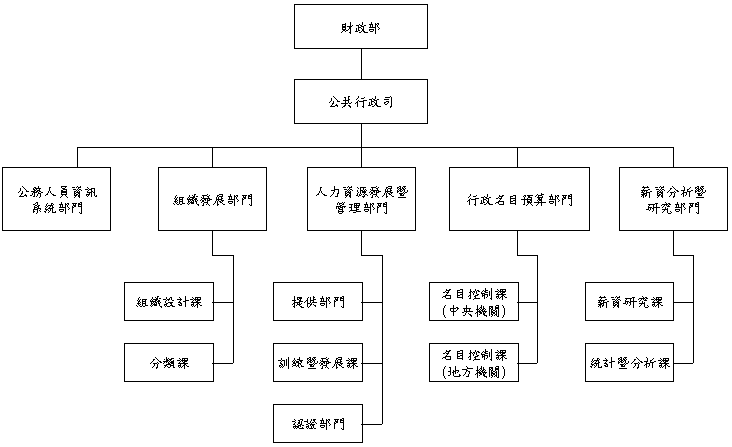 財政部
公共行政司
公務人員資訊
系統部門
組織發展部門
人力資源發展暨
管理部門
行政名目預算部門
薪資分析暨
研究部門
組織設計課
提供部門
名目控制課
(中央機關)
薪資研究課
分類課
訓練暨發展課
名目控制課
(地方機關)
統計暨分析課
認證部門